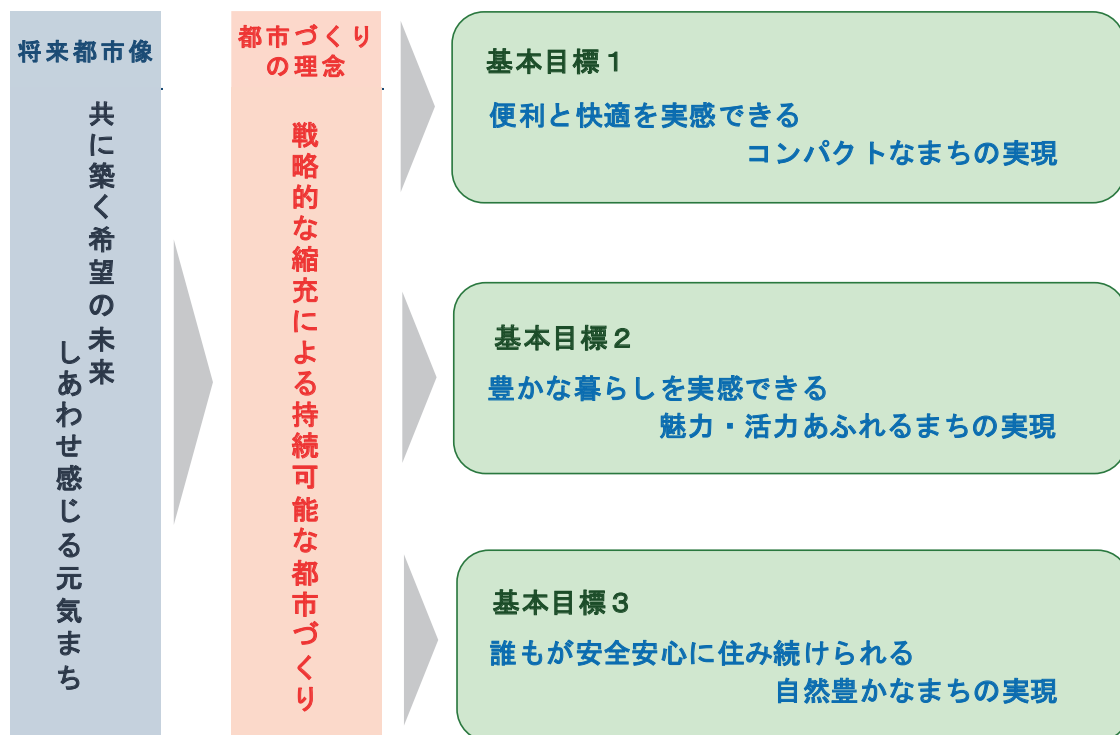 将来都市像
共に築く希望の未来
しあわせ感じる元気まち
都市づくり
の理念
戦略的な縮充による持続可能な都市づくり
基本目標１
便利と快適を実感できる
コンパクトなまちの実現
基本目標２
豊かな暮らしを実感できる
魅力・活力あふれるまちの実現
基本目標３
誰もが安全安心に住み続けられる
自然豊かなまちの実現